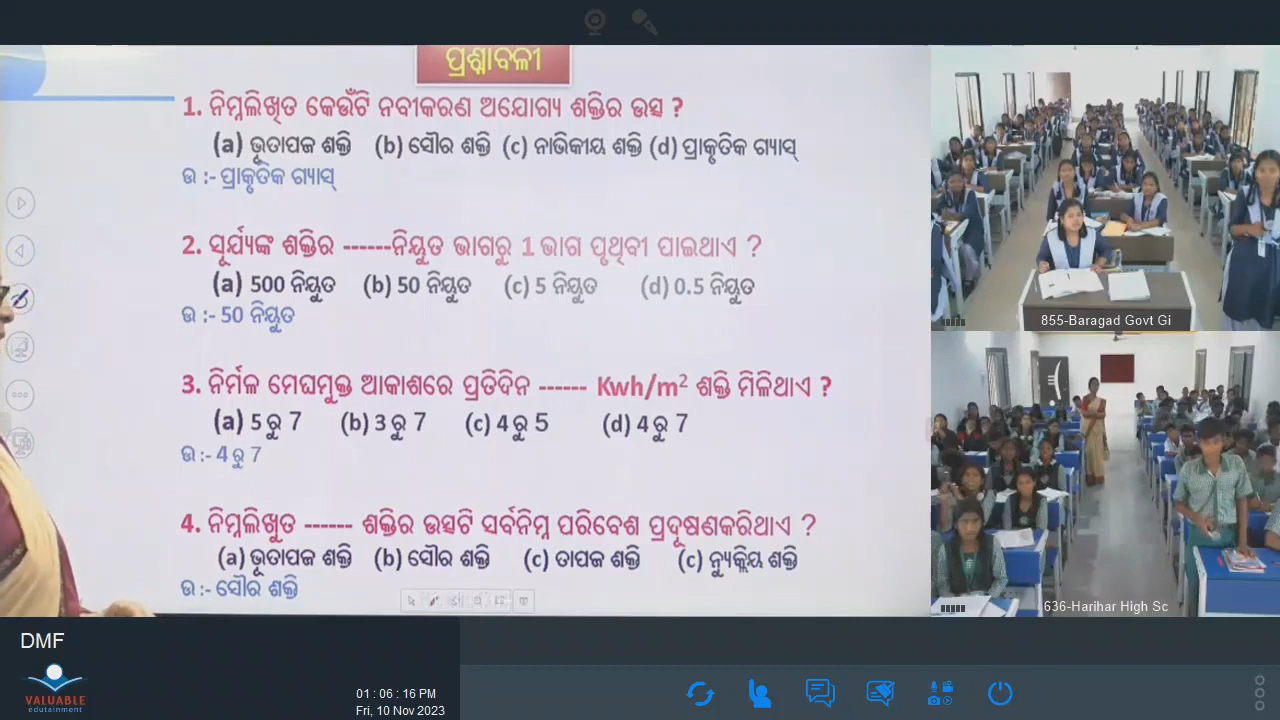 ପ୍ରଶ୍ନାବଳୀ
1. ନିମ୍ନଲିଖିତ କେଉଁଟି ନବୀକରଣ ଅଯୋଗ୍ୟ ଶକ୍ତିର ଉତ୍ସ ?
(a) ଭୂତାପଜ ଶକ୍ତି (b) ସୌର ଶକ୍ତି (c) ନାଭିକୀୟ ଶକ୍ତି (d) ପ୍ରାକୃତିକ ଗ୍ୟାସ୍
ଉ :- ପ୍ରାକୃତିକ ଗ୍ୟାସ୍
2. ସୂର୍ଯ୍ୟଙ୍କ ଶକ୍ତିର ------ନିୟୁତ ଭାଗରୁ 1 ଭାଗ ପୃଥିବୀ ପାଇଥାଏ ?
(a) 500 ନିୟୁତ (b) 50 ନିୟୁତ (c) 5 ନିୟୁତ (d) 0.5 ନିୟୁତ
ଉ :- 50 ନିୟୁତ
3. ନିର୍ମଳ ମେଘମୁକ୍ତ ଆକାଶରେ ପ୍ରତିଦିନ ------ Kwh/m² ଶକ୍ତି ମିଳିଥାଏ ?
(a) 5 ରୁ 7 (b) 3 ରୁ 7 (c) 4 ରୁ 5 (d) 4 ରୁ 7
ଉ :- 4 ରୁ 7
4. ନିମ୍ନଲିଖୁତ ------ ଶକ୍ତିର ଉତ୍ସଟି ସର୍ବନିମ୍ନ ପରିବେଶ ପ୍ରଦୂଷଣକରିଥାଏ ?
(a) ଭୂତାପଜ ଶକ୍ତି (b) ସୌର ଶକ୍ତି (c) ତାପଜ ଶକ୍ତି (c) ନ୍ୟୁକ୍ଲିୟ ଶକ୍ତି
ଉ :- ସୌର ଶକ୍ତି
855-Baragad Govt Gi
636-Harihar High Sc
DMF
VALUABLE
edutainment
01 : 06 : 16 PM
Fri, 10 Nov 2023